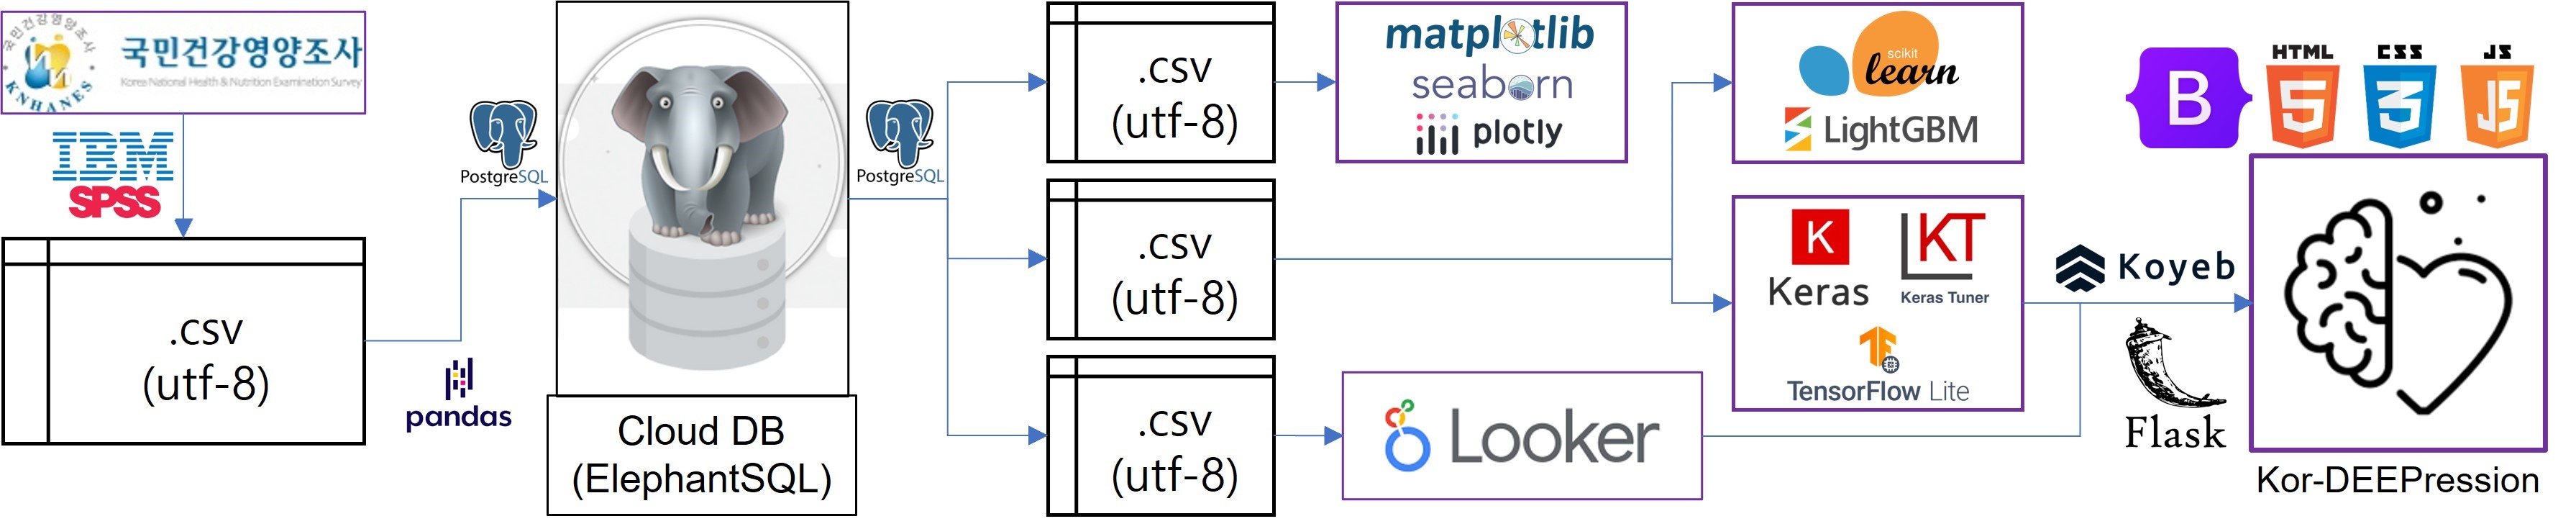 국민건강영양조사
KNHANES
국민건강영양조사
Korea National Health & Nutrition Examination Survey
IBM
SPSS
.csv
(utf-8)
pandas
PostgreSQL
Cloud DB
(ElephantSQL)
PostgreSQL
.csv
(utf-8)
.csv
(utf-8)
.csv
(utf-8)
matplotlib
seaborn
plotly
Looker
scikit
learn
LightGBM
K
Keras
KT
Keras Tuner
TF
TensorFlow Lite
Koyeb
Flask
B
HTML
5
CSS
3
JS
JS
Kor-DEEPression